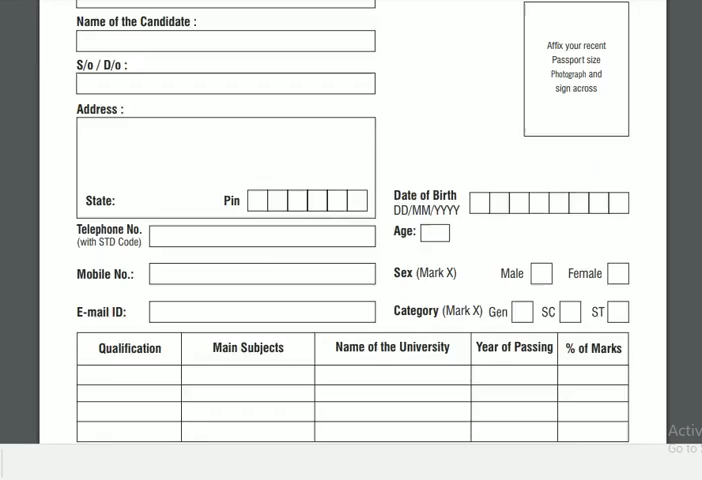 Name of the Candidate :
Affix your recent
Passport size
Photograph and
sign across
S/o / D/o :
Address :
State:
Pin
Date of Birth
DD/MM/YYYY
Telephone No.
(with STD Code)
Age:
Mobile No.:
Sex (Mark X) Male Female
E-mail ID:
Category (Mark X) Gen SC ST
Qualification Main Subjects Name of the University Year of Passing % of Marks
Go to